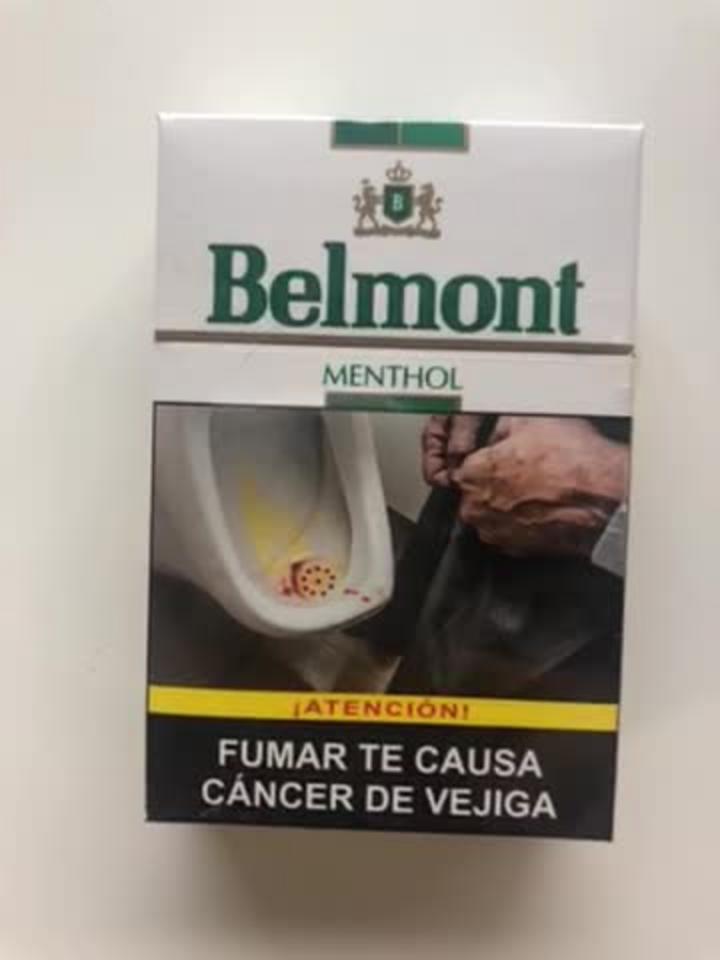 B
Belmont
MENTHOL
¡ATENCIÓN!
FUMAR TE CAUSA
CÁNCER DE VEJIGA